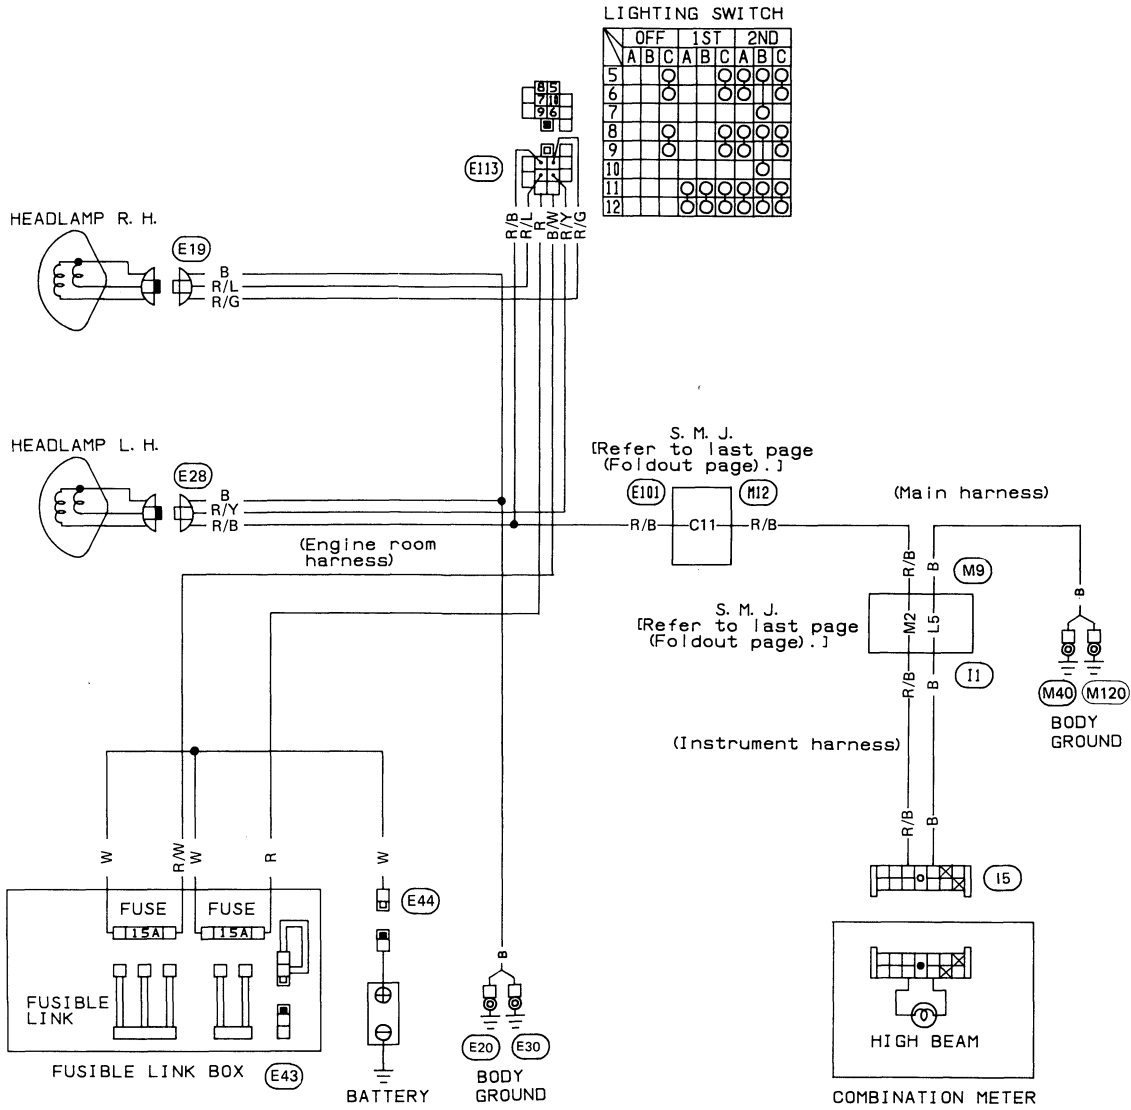 LIGHTING SWITCH
OFF 1ST 2ND
A B C A B C A B C
5
6
7
8
9
10
11
12
8 5
7 10
9 6
E113
R/B
R/L
R
B/W
R/Y
R/G
HEADLAMP R. H.
E19
B
R/L
R/G
HEADLAMP L. H.
E28
B
R/Y
R/B
(Engine room
harness)
S. M. J.
[Refer to last page
(Foldout page).]
E101
M12
R/B
C11
R/B
(Main harness)
R/B
B
M9
B
S. M. J.
[Refer to last page
(Foldout page).]
M2
L5
I1
R/B
B
M40
M120
BODY
GROUND
(Instrument harness)
R/B
B
I5
W
R/W
W
R
W
FUSE
FUSE
15A
15A
E44
FUSIBLE
LINK
FUSIBLE LINK BOX
E43
BATTERY
B
E20
E30
BODY
GROUND
HIGH BEAM
COMBINATION METER